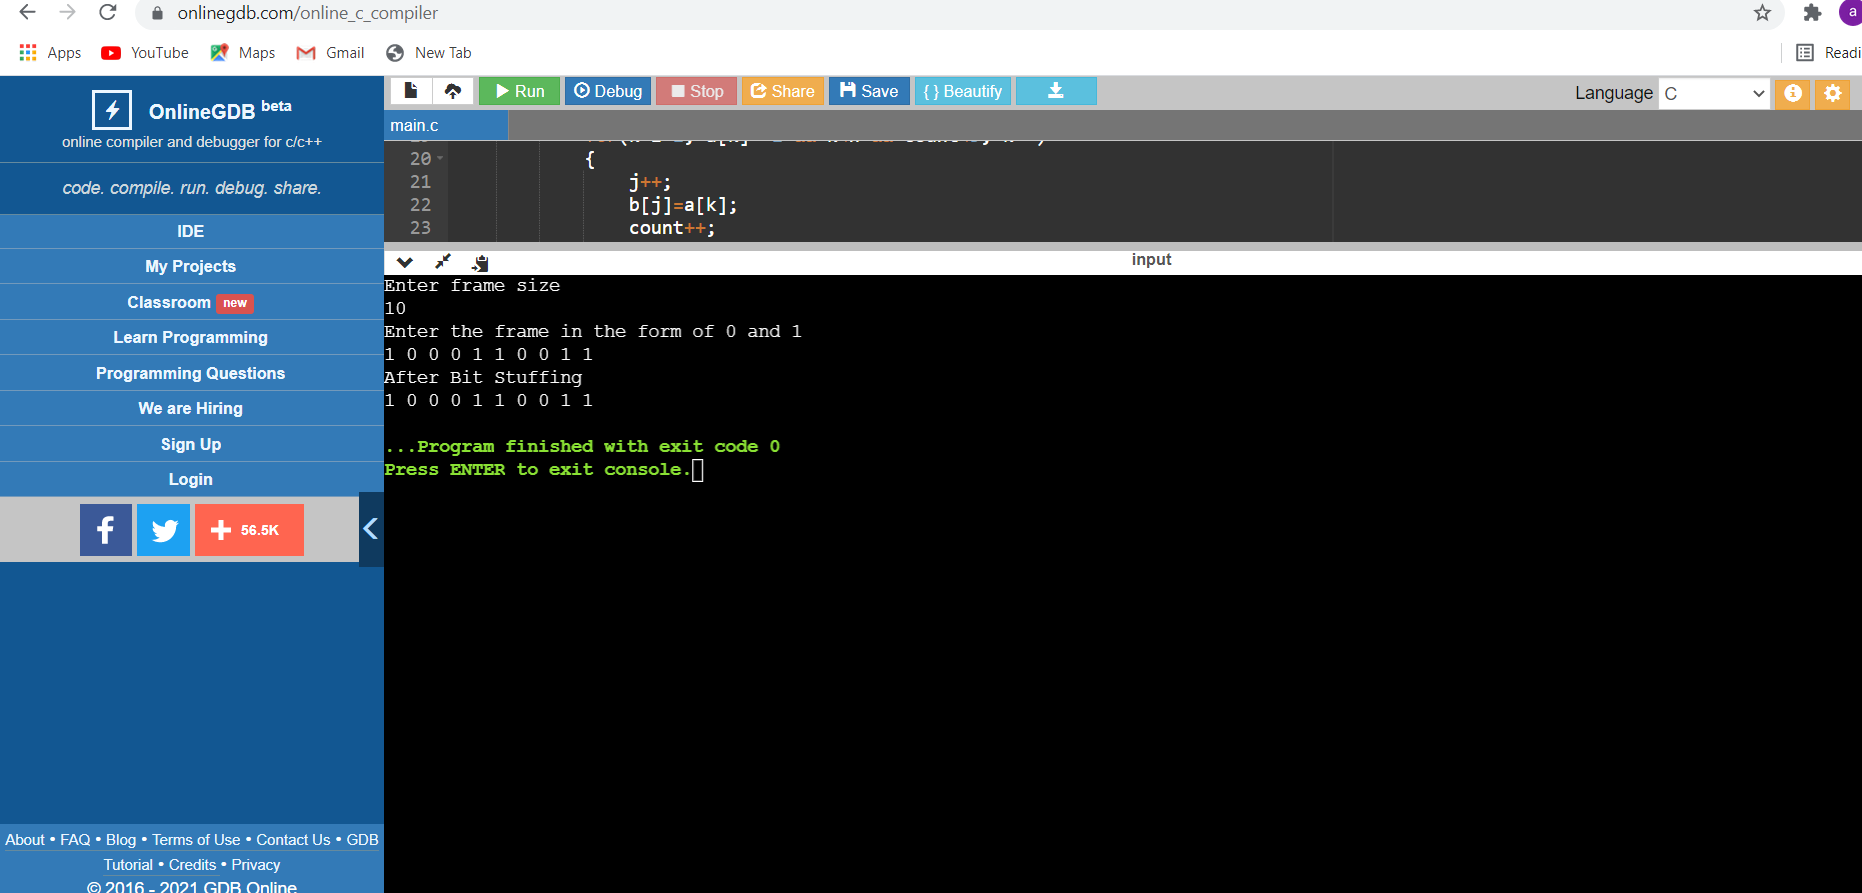 onlinegdb.com/online_c_compiler
a
Apps YouTube Maps Gmail New Tab Readi
OnlineGDB beta
online compiler and debugger for c/c++
code. compile. run. debug. share.
IDE
My Projects
Classroom new
Learn Programming
Programming Questions
We are Hiring
Sign Up
Login
56.5K
About • FAQ • Blog • Terms of Use • Contact Us • GDB
Tutorial • Credits • Privacy
© 2016 - 2021 GDB Online
Run Debug Stop Share Save { } Beautify Language C
main.c
20 {
21 j++;
22 b[j]=a[k];
23 count++;
input
Enter frame size
10
Enter the frame in the form of 0 and 1
1 0 0 0 1 1 0 0 1 1
After Bit Stuffing
1 0 0 0 1 1 0 0 1 1
...Program finished with exit code 0
Press ENTER to exit console.